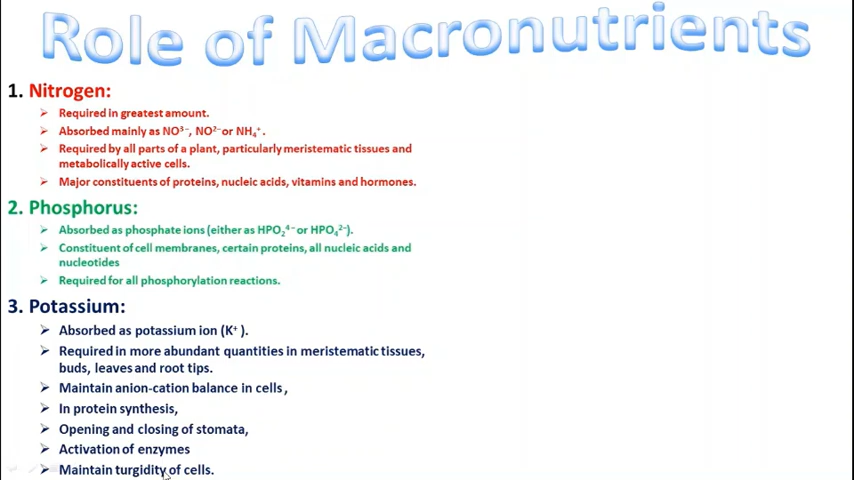 Role of Macronutrients
1. Nitrogen:
➢ Required in greatest amount.
➢ Absorbed mainly as NO³⁻, NO²⁻ or NH₄⁺ .
➢ Required by all parts of a plant, particularly meristematic tissues and
metabolically active cells.
➢ Major constituents of proteins, nucleic acids, vitamins and hormones.
2. Phosphorus:
➢ Absorbed as phosphate ions (either as HPO₂⁴⁻ or HPO₄²⁻).
➢ Constituent of cell membranes, certain proteins, all nucleic acids and
nucleotides
➢ Required for all phosphorylation reactions.
3. Potassium:
➢ Absorbed as potassium ion (K⁺ ).
➢ Required in more abundant quantities in meristematic tissues,
buds, leaves and root tips.
➢ Maintain anion-cation balance in cells ,
➢ In protein synthesis,
➢ Opening and closing of stomata,
➢ Activation of enzymes
➢ Maintain turgidity of cells.